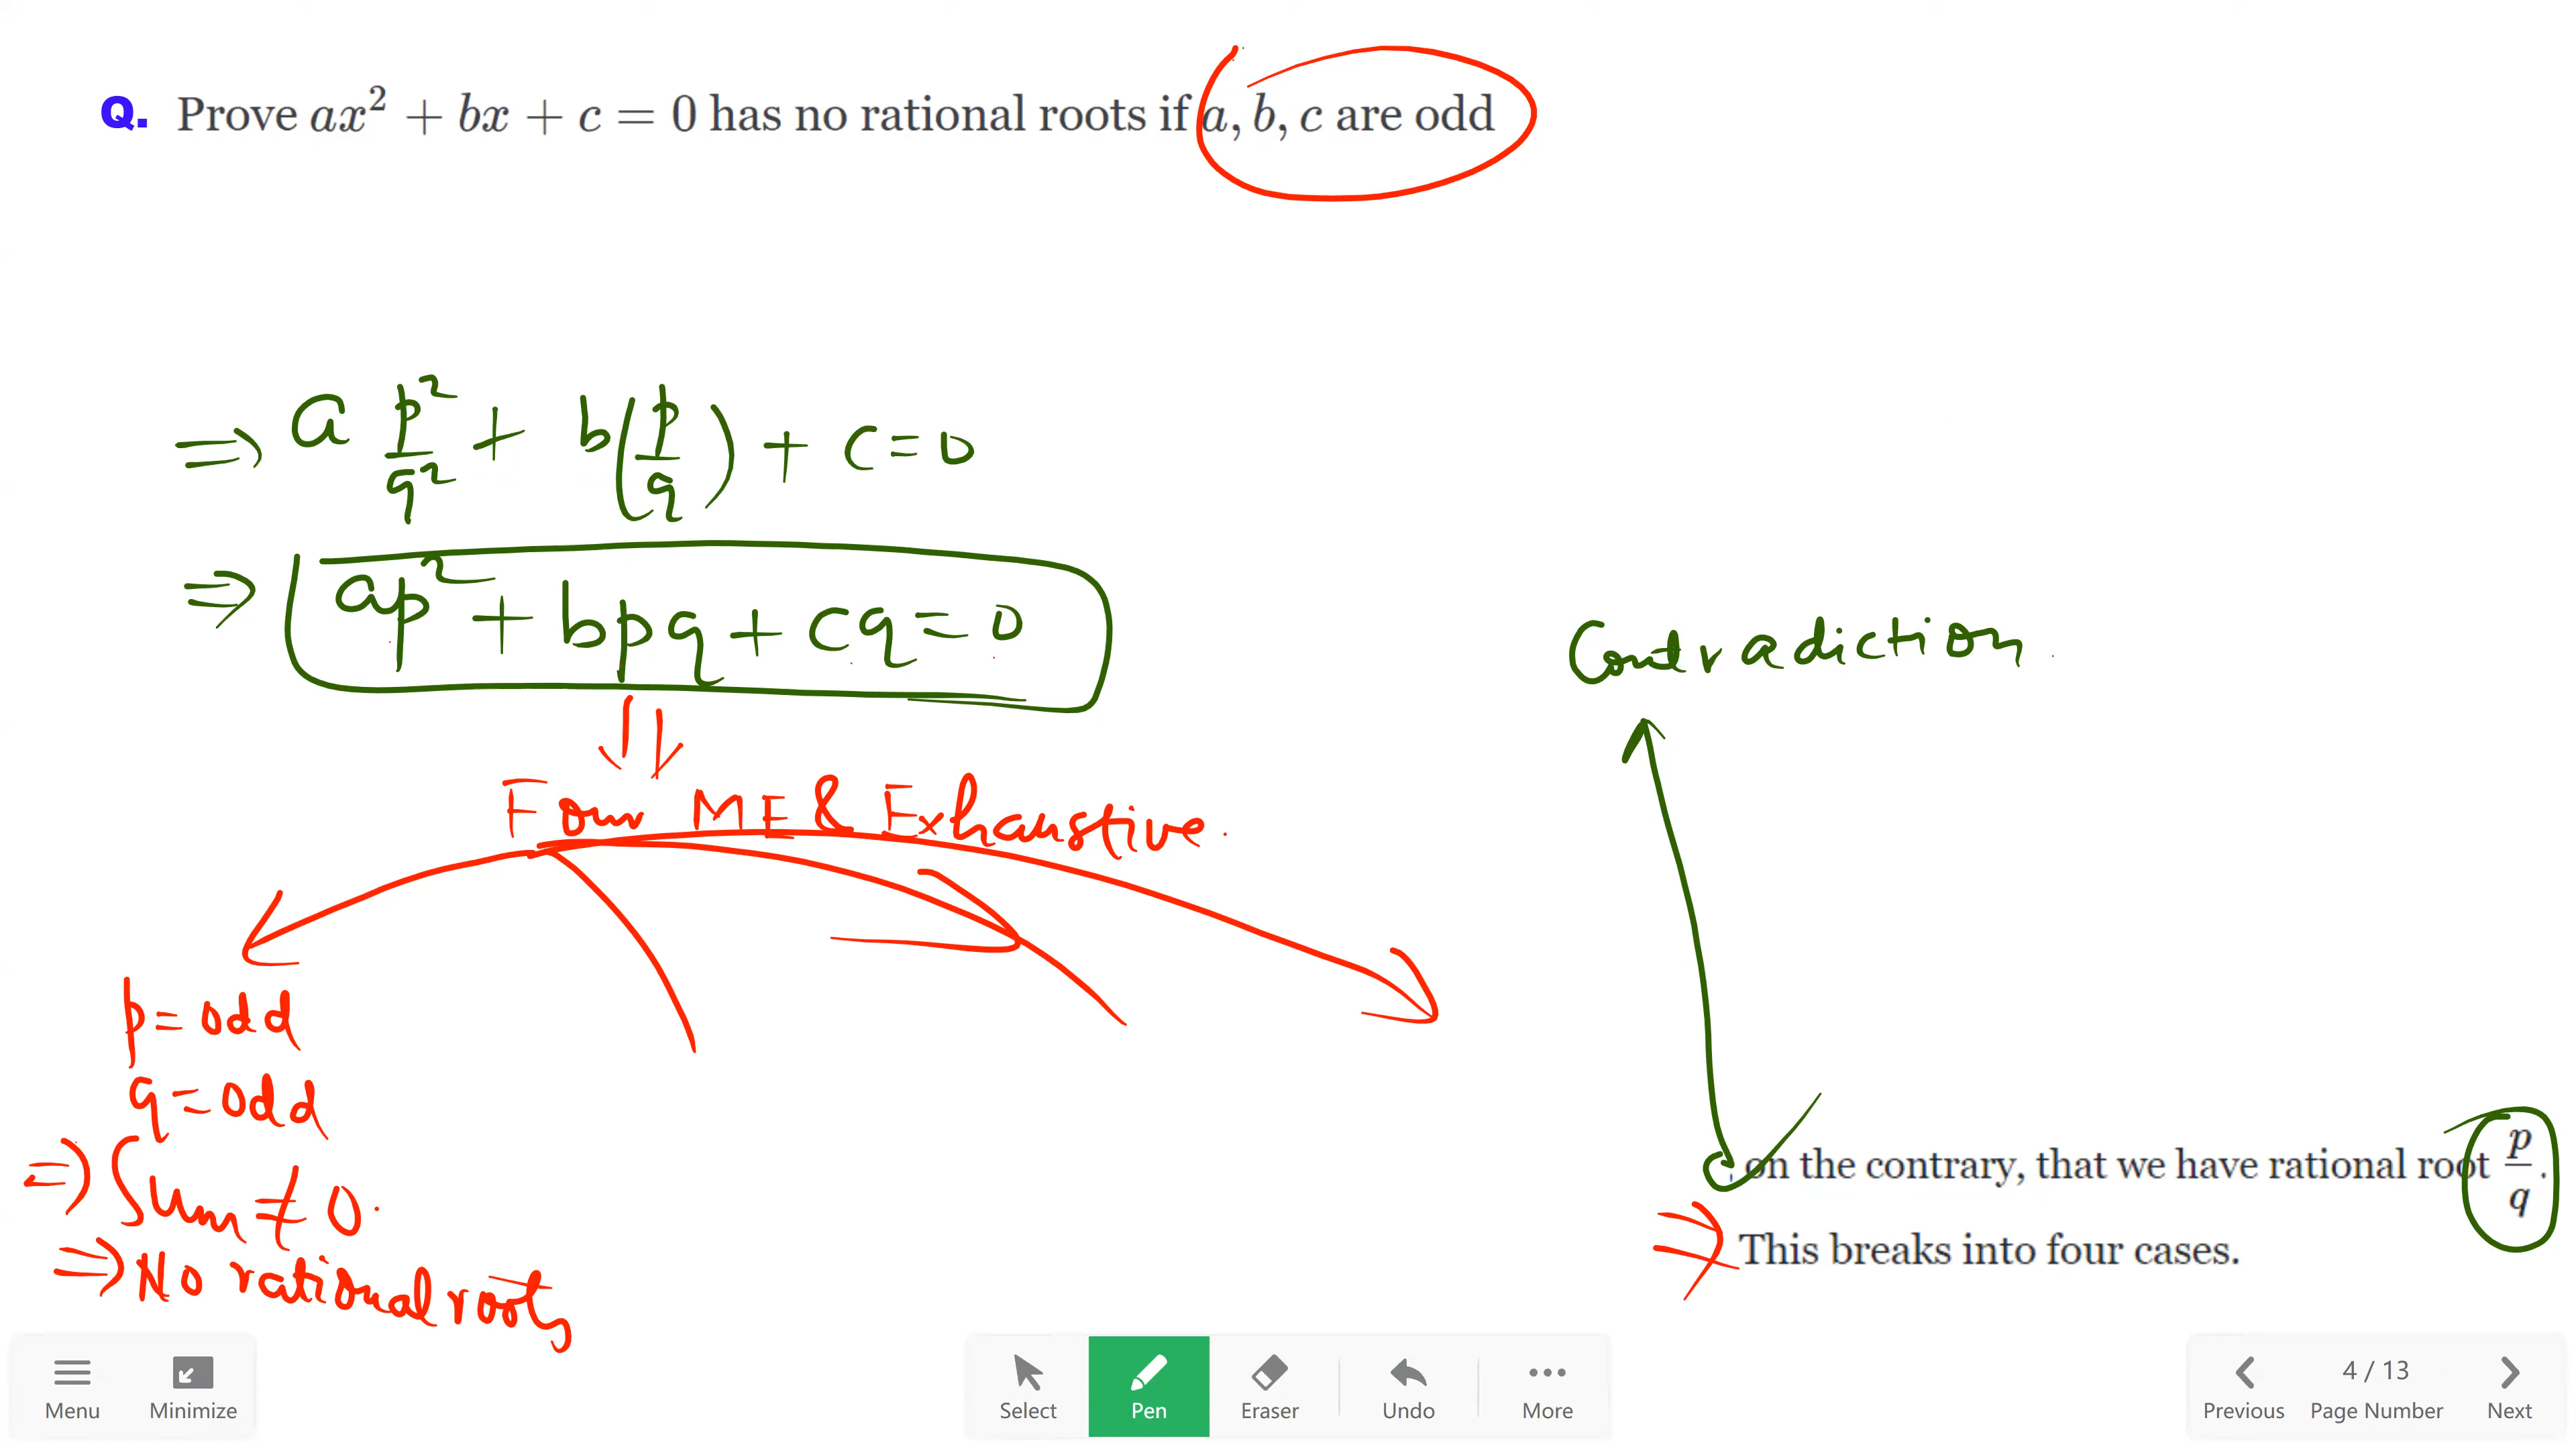 Q. Prove ax² + bx + c = 0 has no rational roots if a, b, c are odd
⇒ a p²/q² + b(p/q) + c = 0
⇒ ap² + bpq + cq = 0
Contradiction.
Four ME & Exhaustive.
p = odd
q = odd
⇒ Sum ≠ 0.
⇒ No rational roots
on the contrary, that we have rational root p/q.
⇒ This breaks into four cases.
Menu Minimize Select Pen Eraser Undo More Previous 4 / 13 Page Number Next